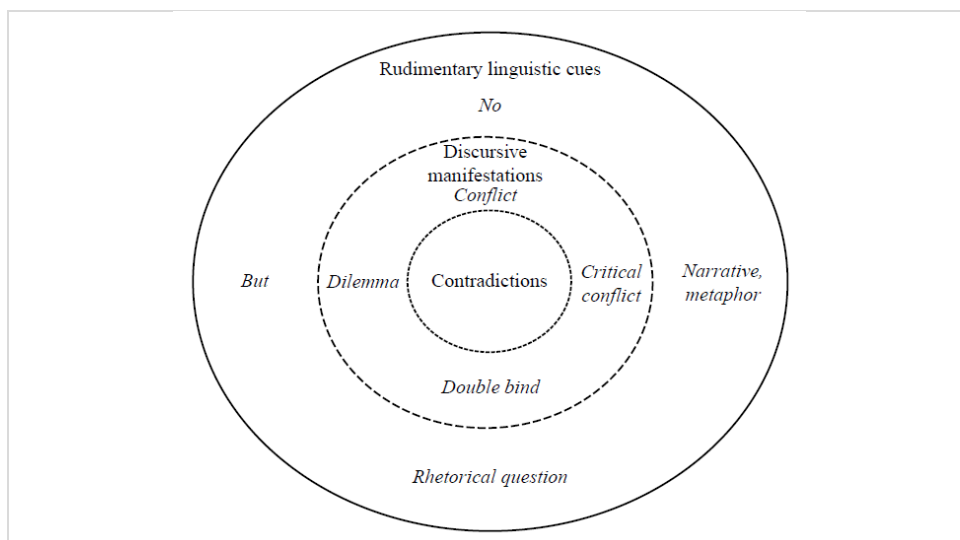 Rudimentary linguistic cues
No
Discursive
manifestations
Conflict
But
Dilemma
Contradictions
Critical
conflict
Narrative,
metaphor
Double bind
Rhetorical question